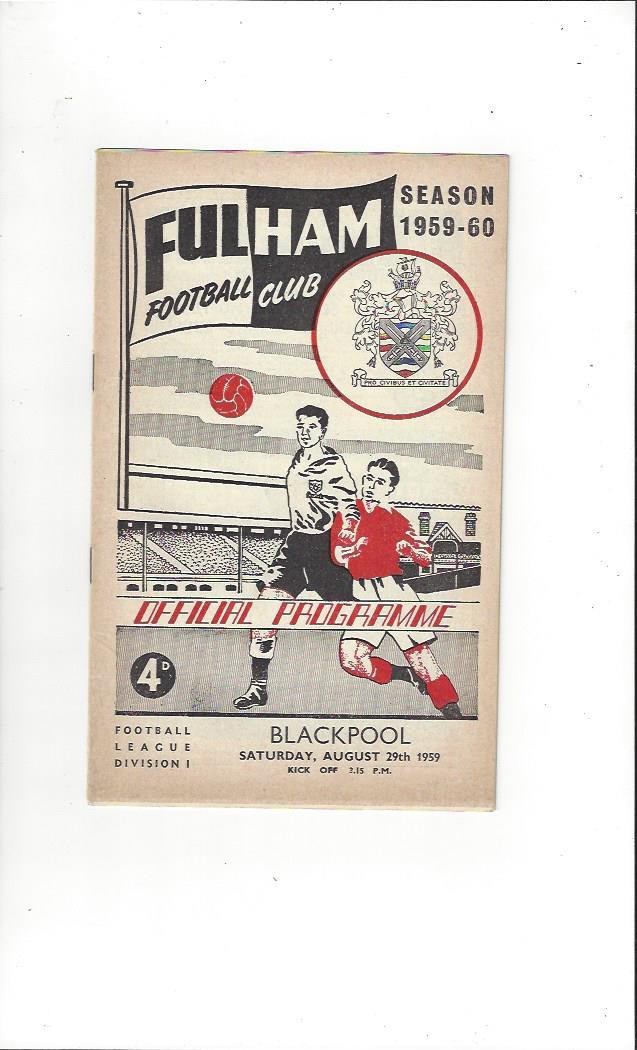 FULHAM
FOOTBALL CLUB
SEASON
1959-60
PRO CIVIBUS ET CIVITATE
OFFICIAL PROGRAMME
4D
FOOTBALL
LEAGUE
DIVISION I
BLACKPOOL
SATURDAY, AUGUST 29th 1959
KICK OFF 3.15 P.M.